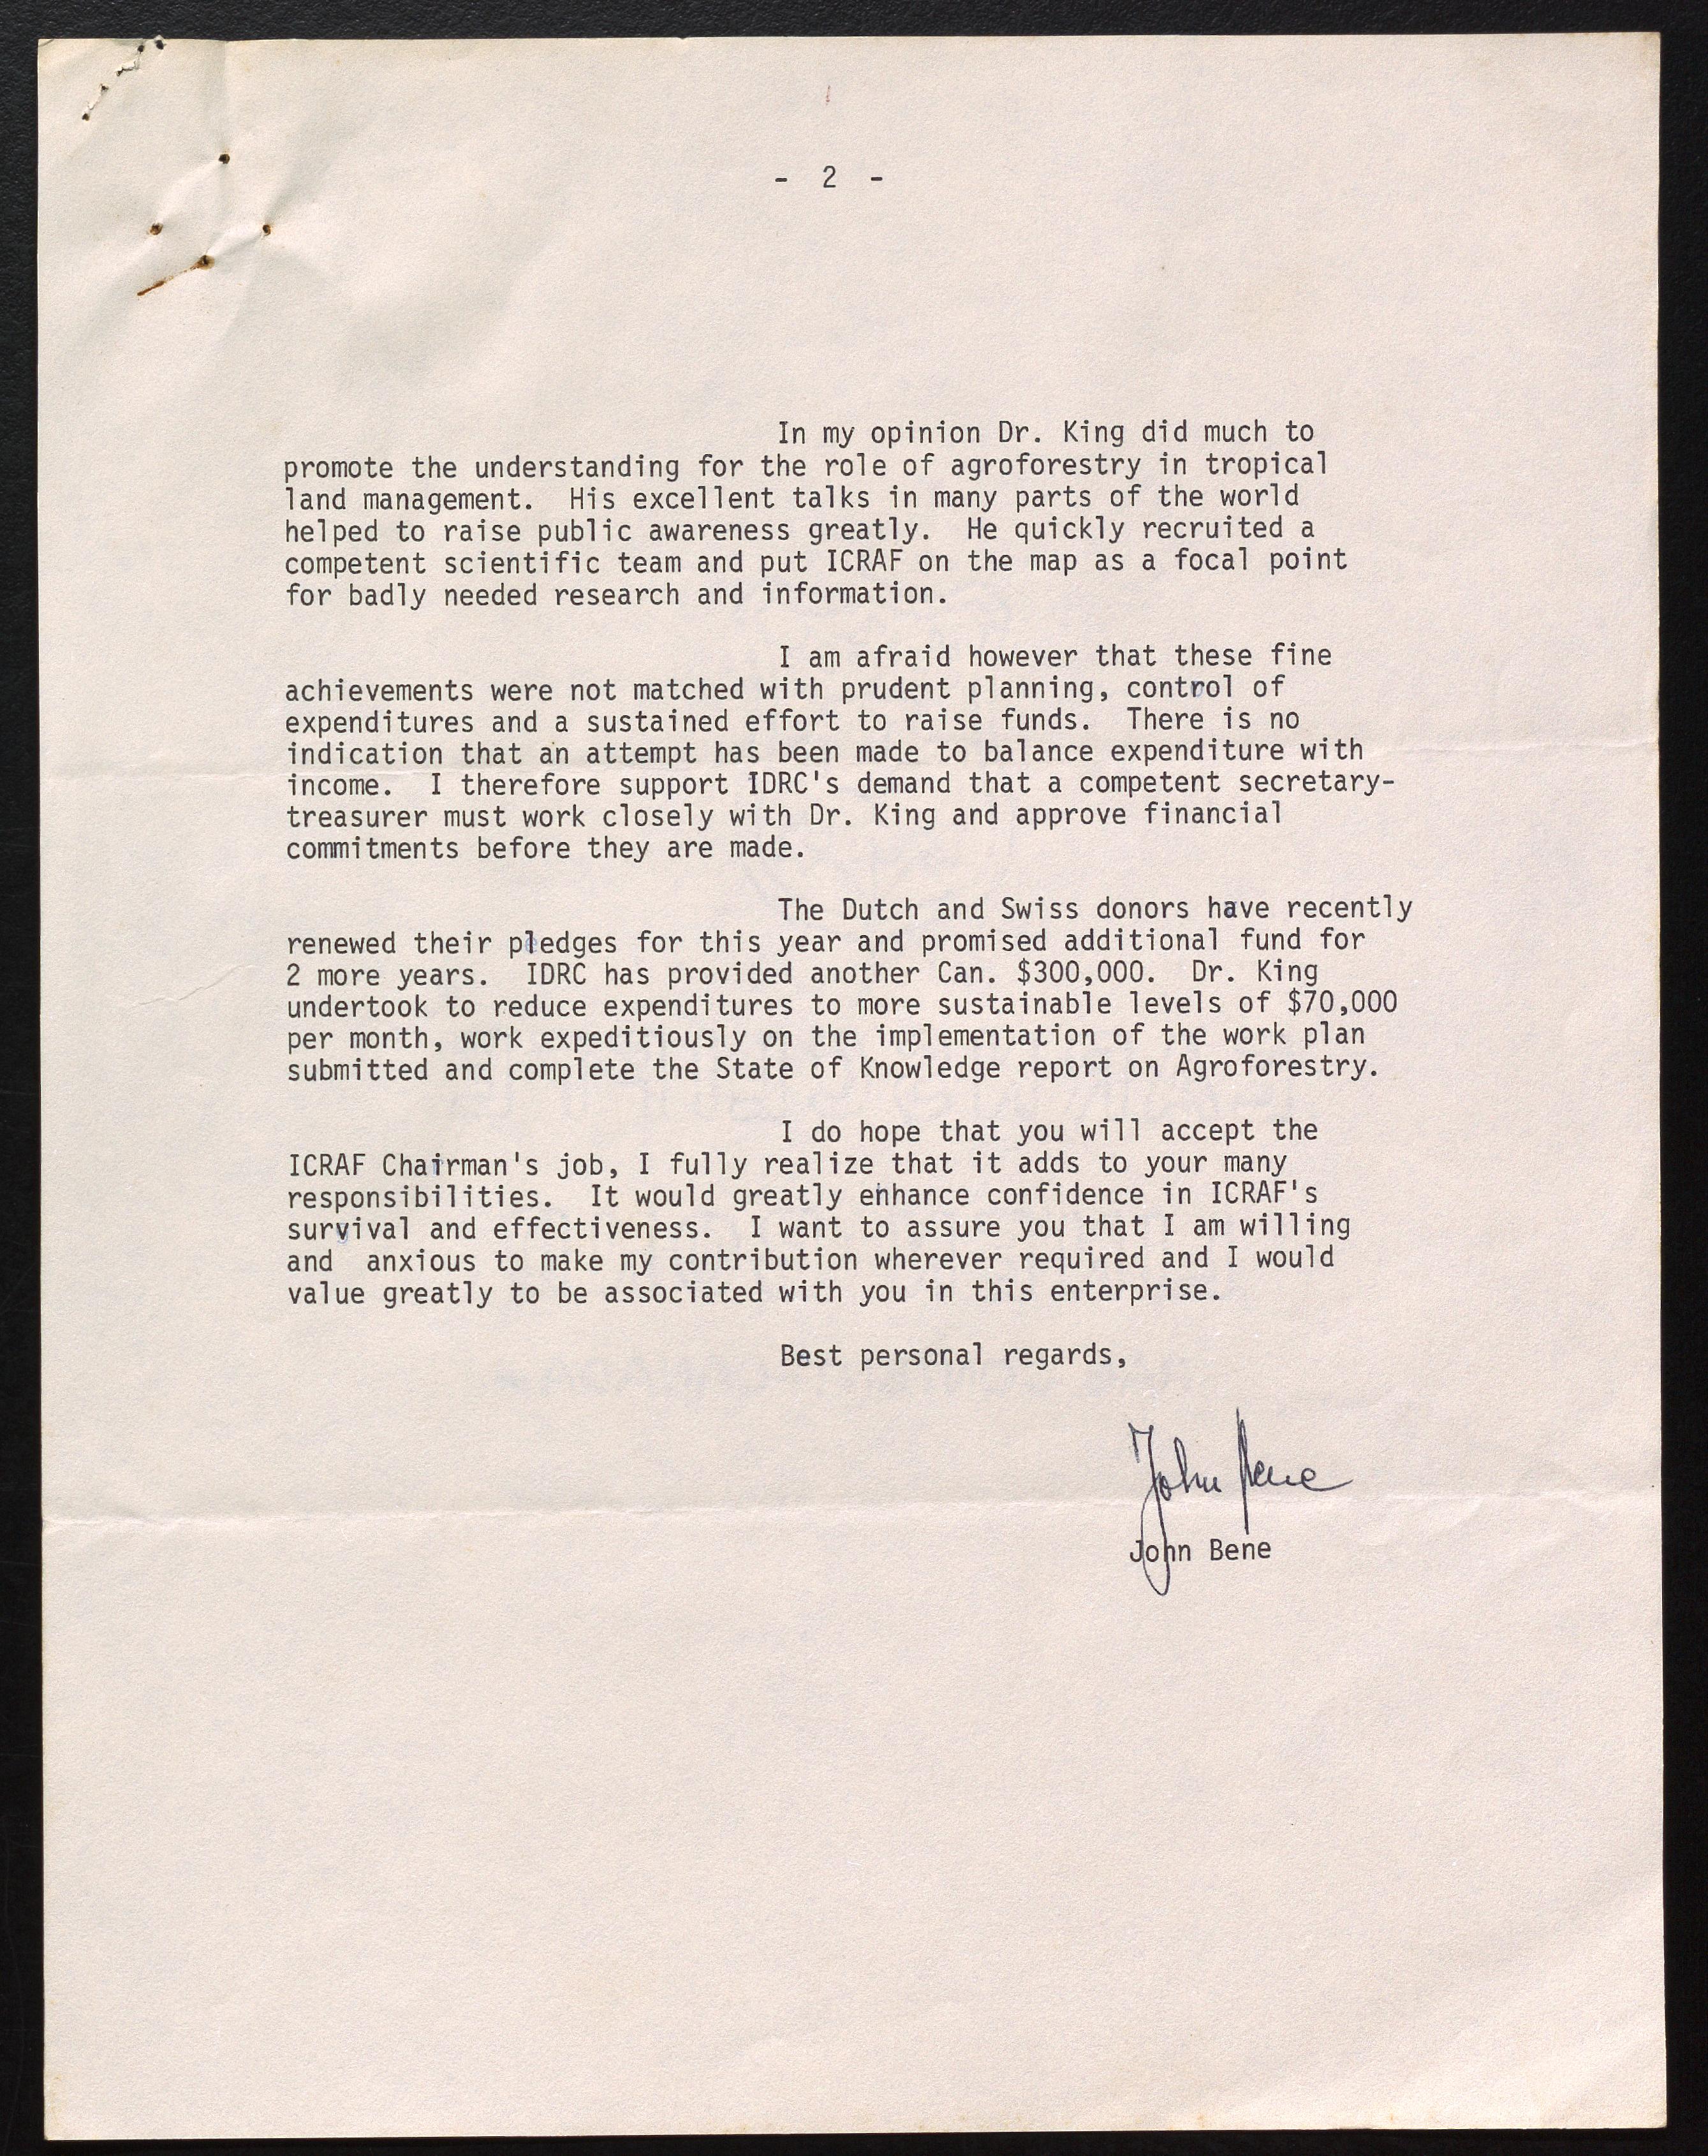 - 2 -
In my opinion Dr. King did much to
promote the understanding for the role of agroforestry in tropical
land management. His excellent talks in many parts of the world
helped to raise public awareness greatly. He quickly recruited a
competent scientific team and put ICRAF on the map as a focal point
for badly needed research and information.
I am afraid however that these fine
achievements were not matched with prudent planning, control of
expenditures and a sustained effort to raise funds. There is no
indication that an attempt has been made to balance expenditure with
income. I therefore support IDRC's demand that a competent secretary-
treasurer must work closely with Dr. King and approve financial
commitments before they are made.
The Dutch and Swiss donors have recently
renewed their pledges for this year and promised additional fund for
2 more years. IDRC has provided another Can. $300,000. Dr. King
undertook to reduce expenditures to more sustainable levels of $70,000
per month, work expeditiously on the implementation of the work plan
submitted and complete the State of Knowledge report on Agroforestry.
I do hope that you will accept the
ICRAF Chairman's job, I fully realize that it adds to your many
responsibilities. It would greatly enhance confidence in ICRAF's
survival and effectiveness. I want to assure you that I am willing
and anxious to make my contribution wherever required and I would
value greatly to be associated with you in this enterprise.
Best personal regards,
John Bene
John Bene